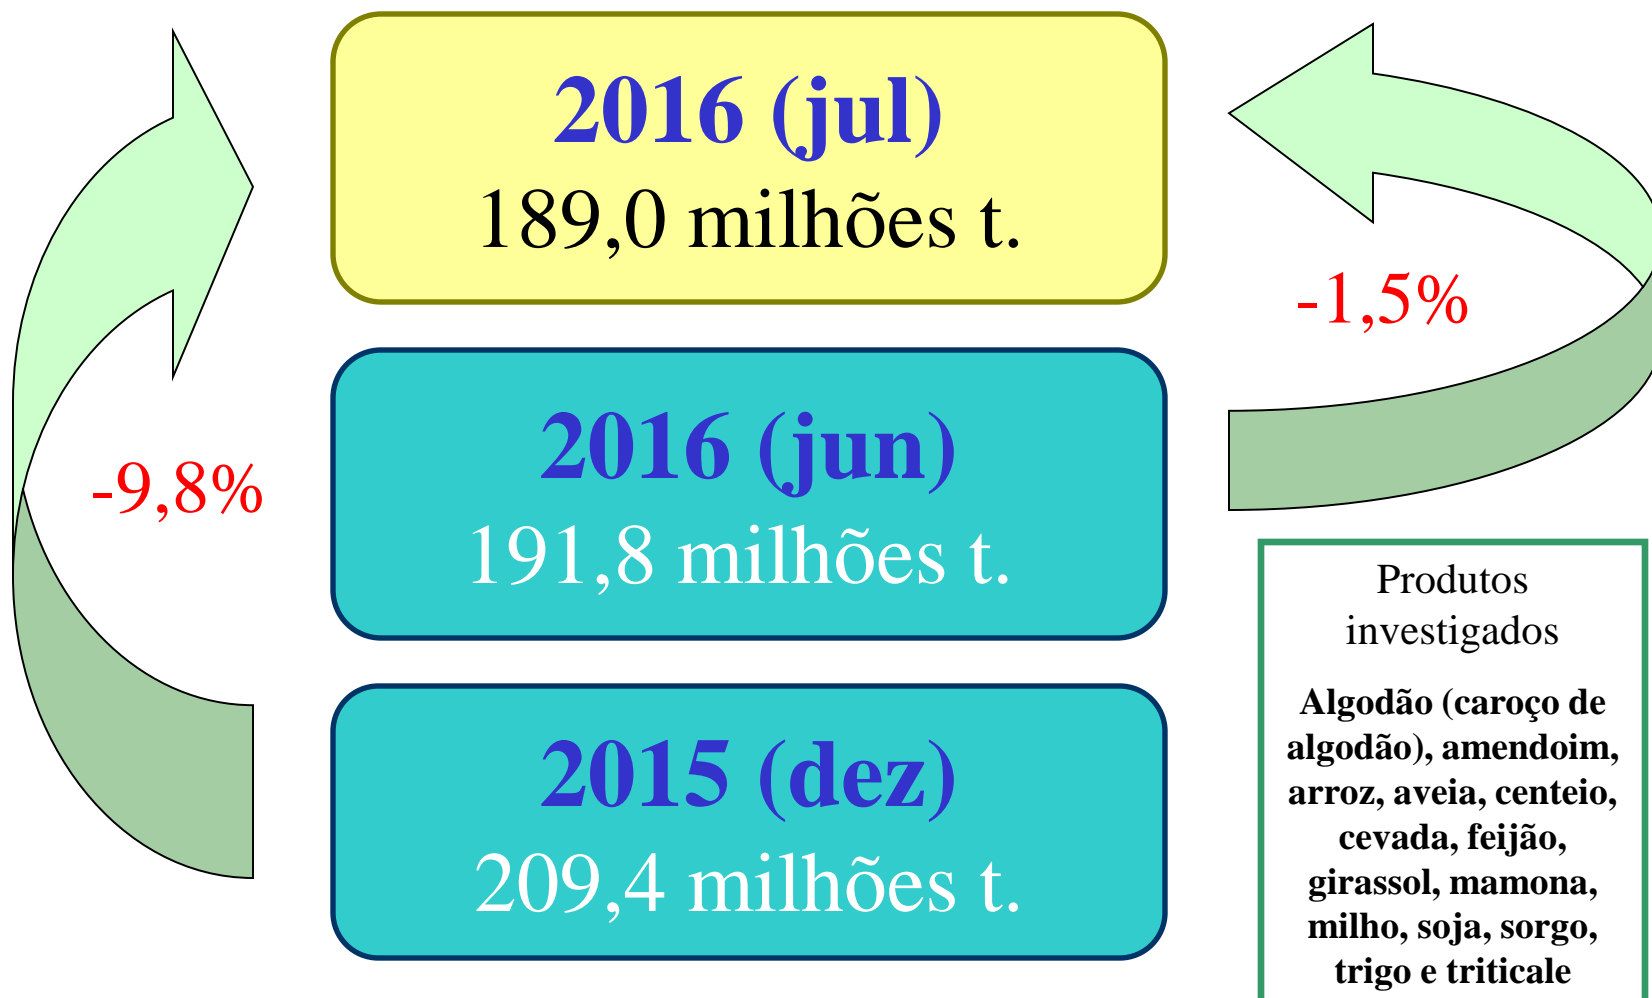 2016 (jul)
189,0 milhões t.
-1,5%
2016 (jun)
-9,8%
191,8 milhões t.
2015 (dez)
209,4 milhões t.
Produtos
investigados
Algodão (caroço de
algodão), amendoim,
arroz, aveia, centeio,
cevada, feijão,
girassol, mamona,
milho, soja, sorgo,
trigo e triticale